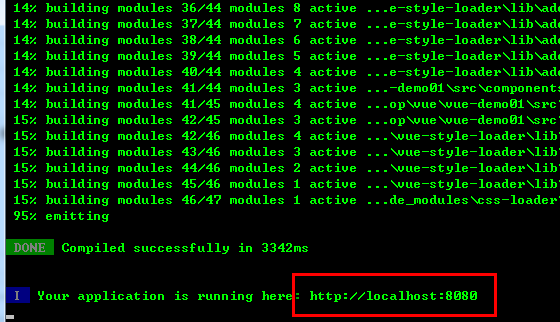 14% building modules 36/44 modules 8 active ...e-style-loader\lib\add
14% building modules 37/44 modules 7 active ...e-style-loader\lib\add
14% building modules 38/44 modules 6 active ...e-style-loader\lib\add
14% building modules 39/44 modules 5 active ...e-style-loader\lib\add
14% building modules 40/44 modules 4 active ...e-style-loader\lib\add
14% building modules 41/44 modules 3 active ...-demo01\src\components
14% building modules 41/45 modules 4 active ...op\vue\vue-demo01\src\
15% building modules 42/45 modules 3 active ...op\vue\vue-demo01\src\
15% building modules 42/46 modules 4 active ...\vue-style-loader\lib\
15% building modules 43/46 modules 3 active ...\vue-style-loader\lib\
15% building modules 44/46 modules 2 active ...\vue-style-loader\lib\
15% building modules 45/46 modules 1 active ...\vue-style-loader\lib\
15% building modules 46/47 modules 1 active ...de_modules\css-loader\
95% emitting
DONE Compiled successfully in 3342ms
I Your application is running here: http://localhost:8080